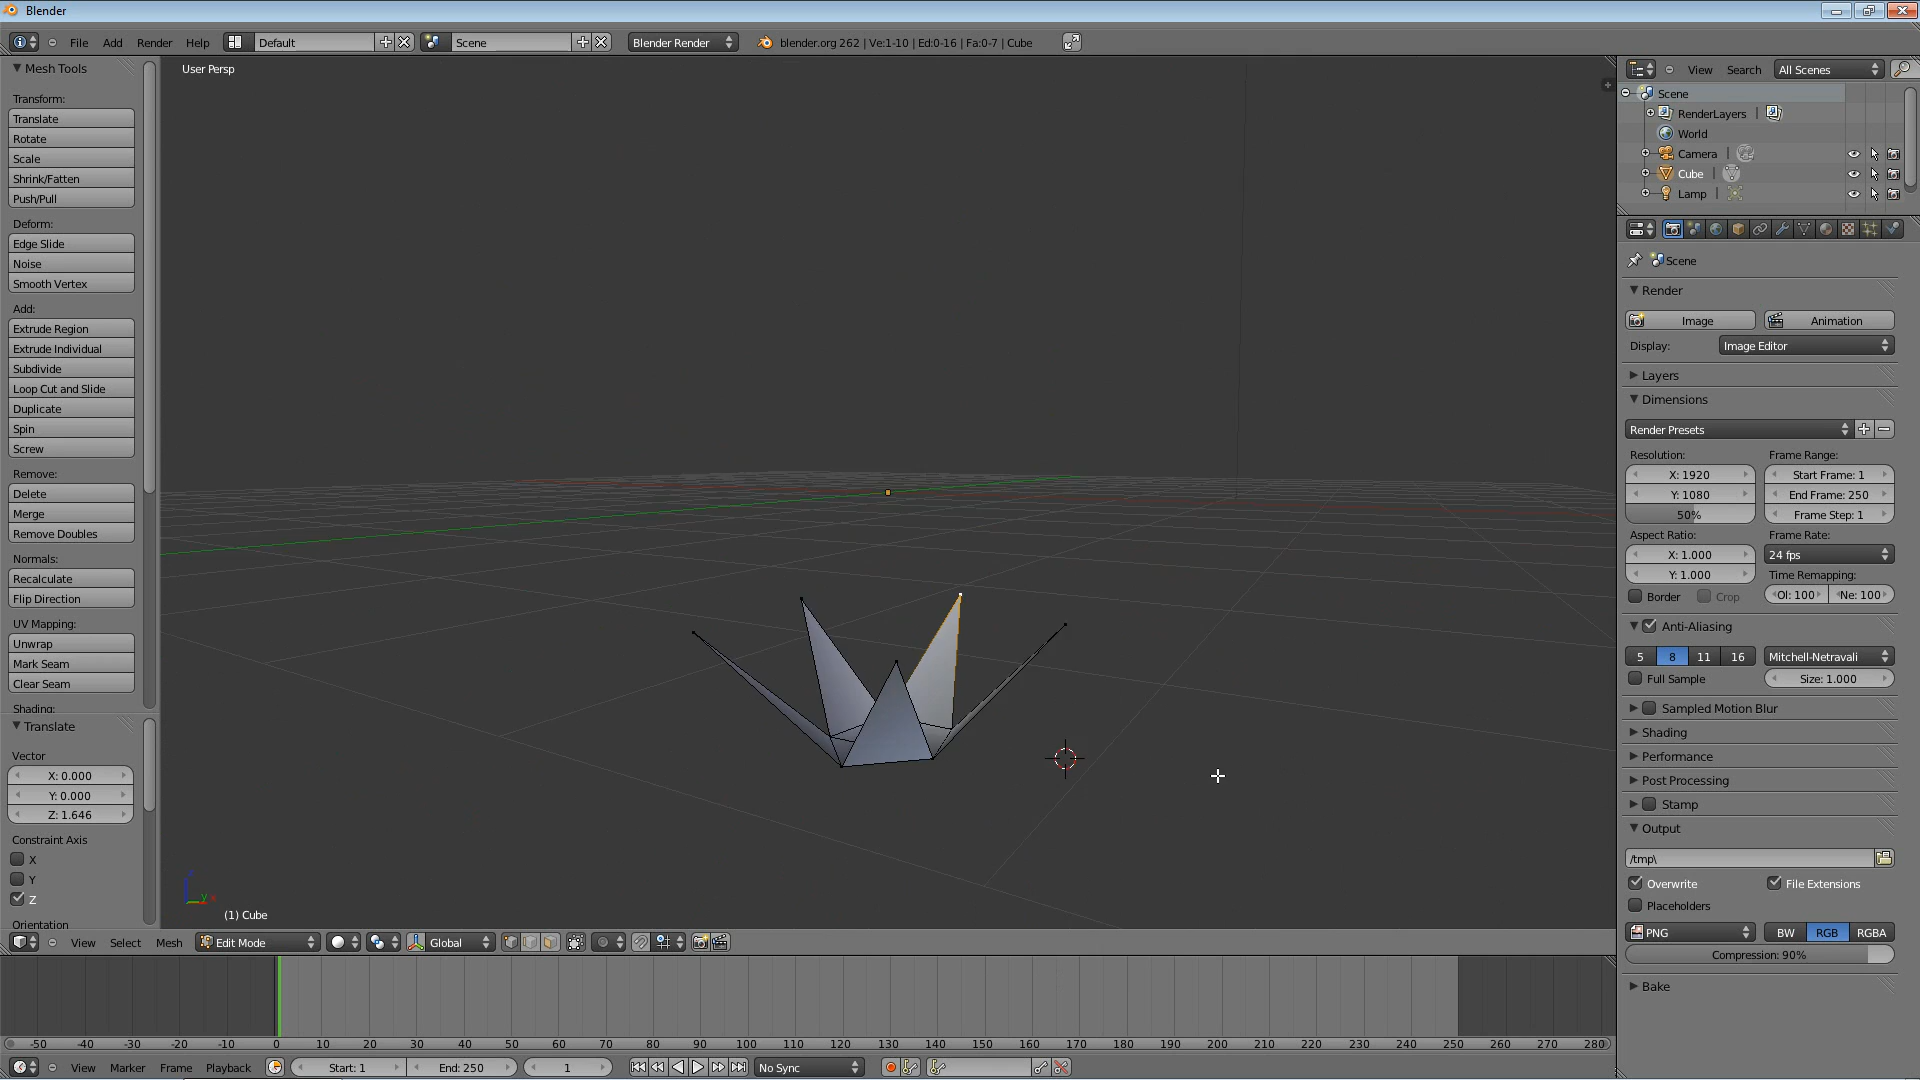 Blender
File Add Render Help Default Scene Blender Render blender.org 262 | Ve:1-10 | Ed:0-16 | Fa:0-7 | Cube
Mesh Tools
Transform:
Translate
Rotate
Scale
Shrink/Fatten
Push/Pull
Deform:
Edge Slide
Noise
Smooth Vertex
Add:
Extrude Region
Extrude Individual
Subdivide
Loop Cut and Slide
Duplicate
Spin
Screw
Remove:
Delete
Merge
Remove Doubles
Normals:
Recalculate
Flip Direction
UV Mapping:
Unwrap
Mark Seam
Clear Seam
Shading:
Translate
Vector
X: 0.000
Y: 0.000
Z: 1.646
Constraint Axis
X
Y
Z
Orientation
User Persp
(1) Cube
View Select Mesh Edit Mode Global
-50 -40 -30 -20 -10 0 10 20 30 40 50 60 70 80 90 100 110 120 130 140 150 160 170 180 190 200 210 220 230 240 250 260 270 280
View Marker Frame Playback Start: 1 End: 250 1 No Sync
View Search All Scenes
Scene
RenderLayers
World
Camera
Cube
Lamp
Scene
Render
Image Animation
Display: Image Editor
Layers
Dimensions
Render Presets
Resolution: Frame Range:
X: 1920 Start Frame: 1
Y: 1080 End Frame: 250
50% Frame Step: 1
Aspect Ratio: Frame Rate:
X: 1.000 24 fps
Y: 1.000 Time Remapping:
Border Crop Ol: 100 Ne: 100
Anti-Aliasing
5 8 11 16 Mitchell-Netravali
Full Sample Size: 1.000
Sampled Motion Blur
Shading
Performance
Post Processing
Stamp
Output
/tmp\
Overwrite File Extensions
Placeholders
PNG BW RGB RGBA
Compression: 90%
Bake